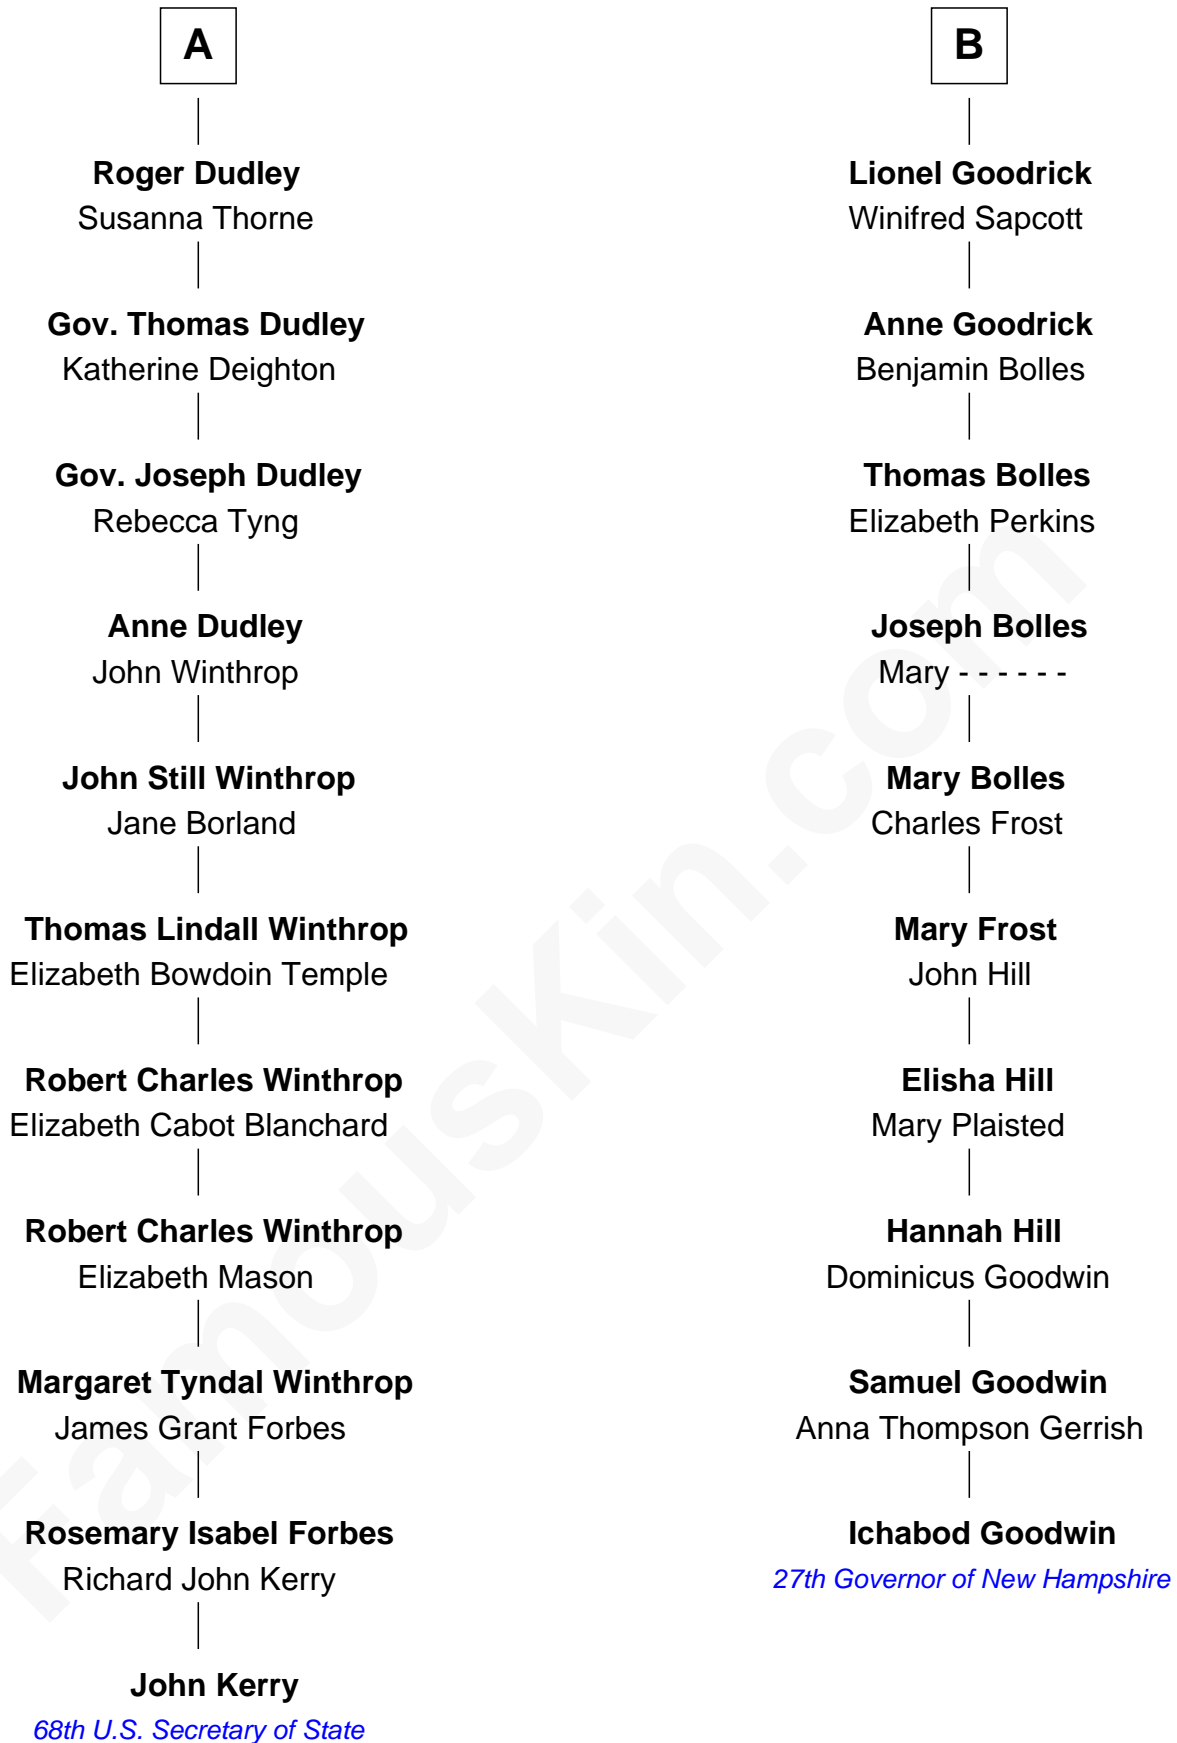 A
Roger Dudley
Susanna Thorne
Gov. Thomas Dudley
Katherine Deighton
Gov. Joseph Dudley
Rebecca Tyng
Anne Dudley
John Winthrop
John Still Winthrop
Jane Borland
Thomas Lindall Winthrop
Elizabeth Bowdoin Temple
Robert Charles Winthrop
Elizabeth Cabot Blanchard
Robert Charles Winthrop
Elizabeth Mason
Margaret Tyndal Winthrop
James Grant Forbes
Rosemary Isabel Forbes
Richard John Kerry
John Kerry
68th U.S. Secretary of State
B
Lionel Goodrick
Winifred Sapcott
Anne Goodrick
Benjamin Bolles
Thomas Bolles
Elizabeth Perkins
Joseph Bolles
Mary - - - - - -
Mary Bolles
Charles Frost
Mary Frost
John Hill
Elisha Hill
Mary Plaisted
Hannah Hill
Dominicus Goodwin
Samuel Goodwin
Anna Thompson Gerrish
Ichabod Goodwin
27th Governor of New Hampshire
FamousKin.com